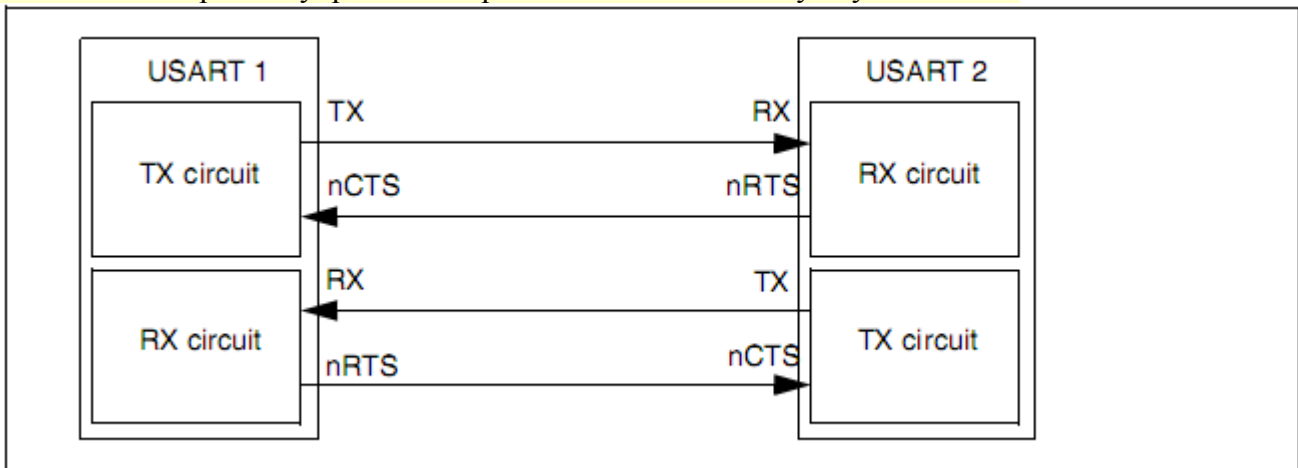 USART 1 USART 2
TX RX
TX circuit RX circuit
nCTS nRTS
RX TX
RX circuit TX circuit
nRTS nCTS